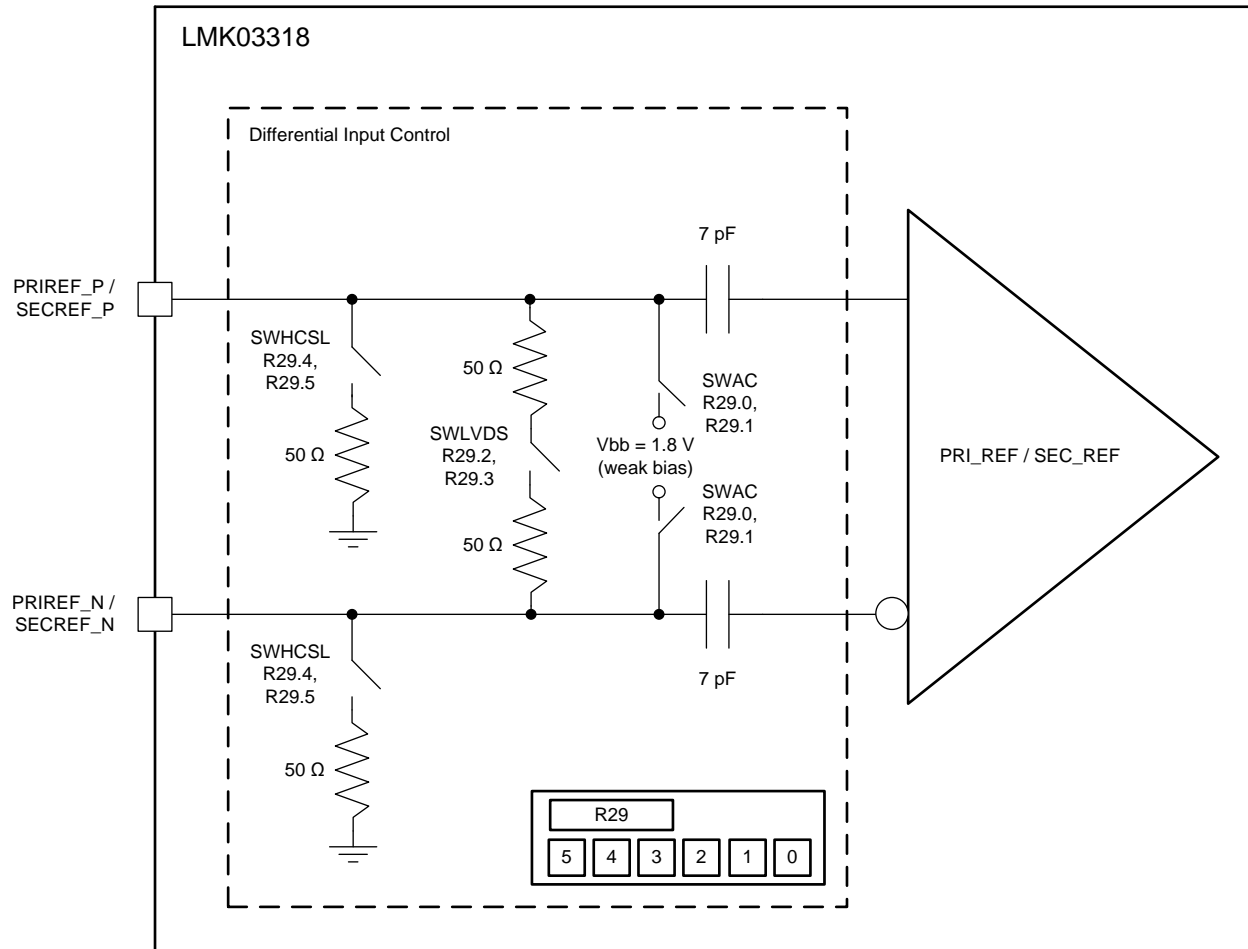 LMK03318
Differential Input Control
7 pF
PRIREF_P /
SECREF_P
SWHCSL
R29.4,
R29.5
50 Ω
50 Ω
SWLVDS
R29.2,
R29.3
50 Ω
SWAC
R29.0,
R29.1
Vbb = 1.8 V
(weak bias)
SWAC
R29.0,
R29.1
PRI_REF / SEC_REF
PRIREF_N /
SECREF_N
SWHCSL
R29.4,
R29.5
50 Ω
7 pF
R29
5 4 3 2 1 0